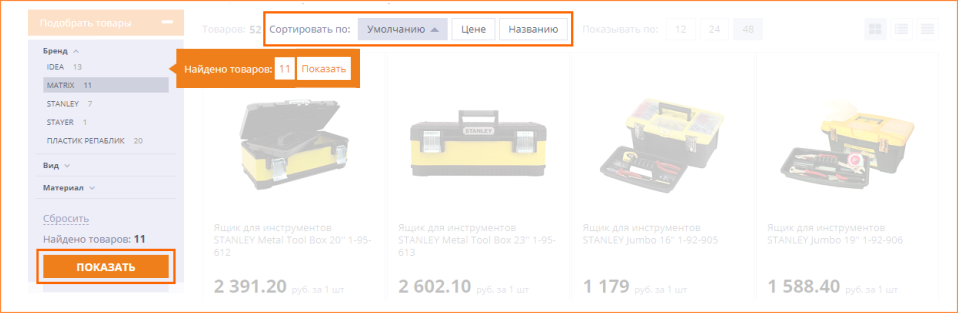 Подобрать товары
Товаров: 52 Сортировать по: Умолчанию Цене Названию Показывать по: 12 24 48
Бренд
IDEA 13
MATRIX 11
STANLEY 7
STAYER 1
ПЛАСТИК РЕПАБЛИК 20
Вид
Материал
Сбросить
Найдено товаров: 11
ПОКАЗАТЬ
Найдено товаров: 11 Показать
STANLEY
Ящик для инструментов
STANLEY Metal Tool Box 20'' 1-95-
612
2 391.20 руб. за 1 шт
Ящик для инструментов
STANLEY Metal Tool Box 23'' 1-95-
613
2 602.10 руб. за 1 шт
Ящик для инструментов
STANLEY Jumbo 16'' 1-92-905
1 179 руб. за 1 шт
Ящик для инструментов
STANLEY Jumbo 19'' 1-92-906
1 588.40 руб. за 1 шт